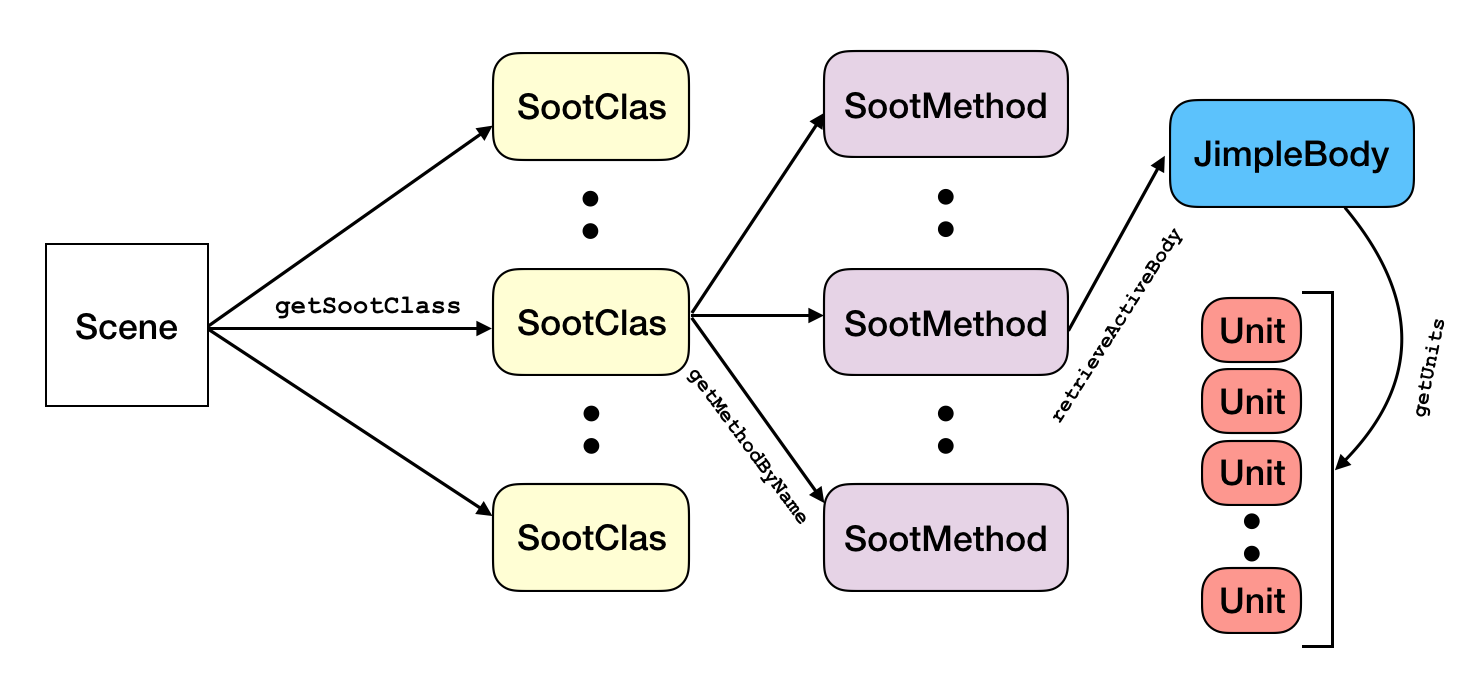 Scene
getSootClass
SootClas
SootClas
SootClas
getMethodByName
SootMethod
SootMethod
SootMethod
retrieveActiveBody
JimpleBody
getUnits
Unit
Unit
Unit
Unit